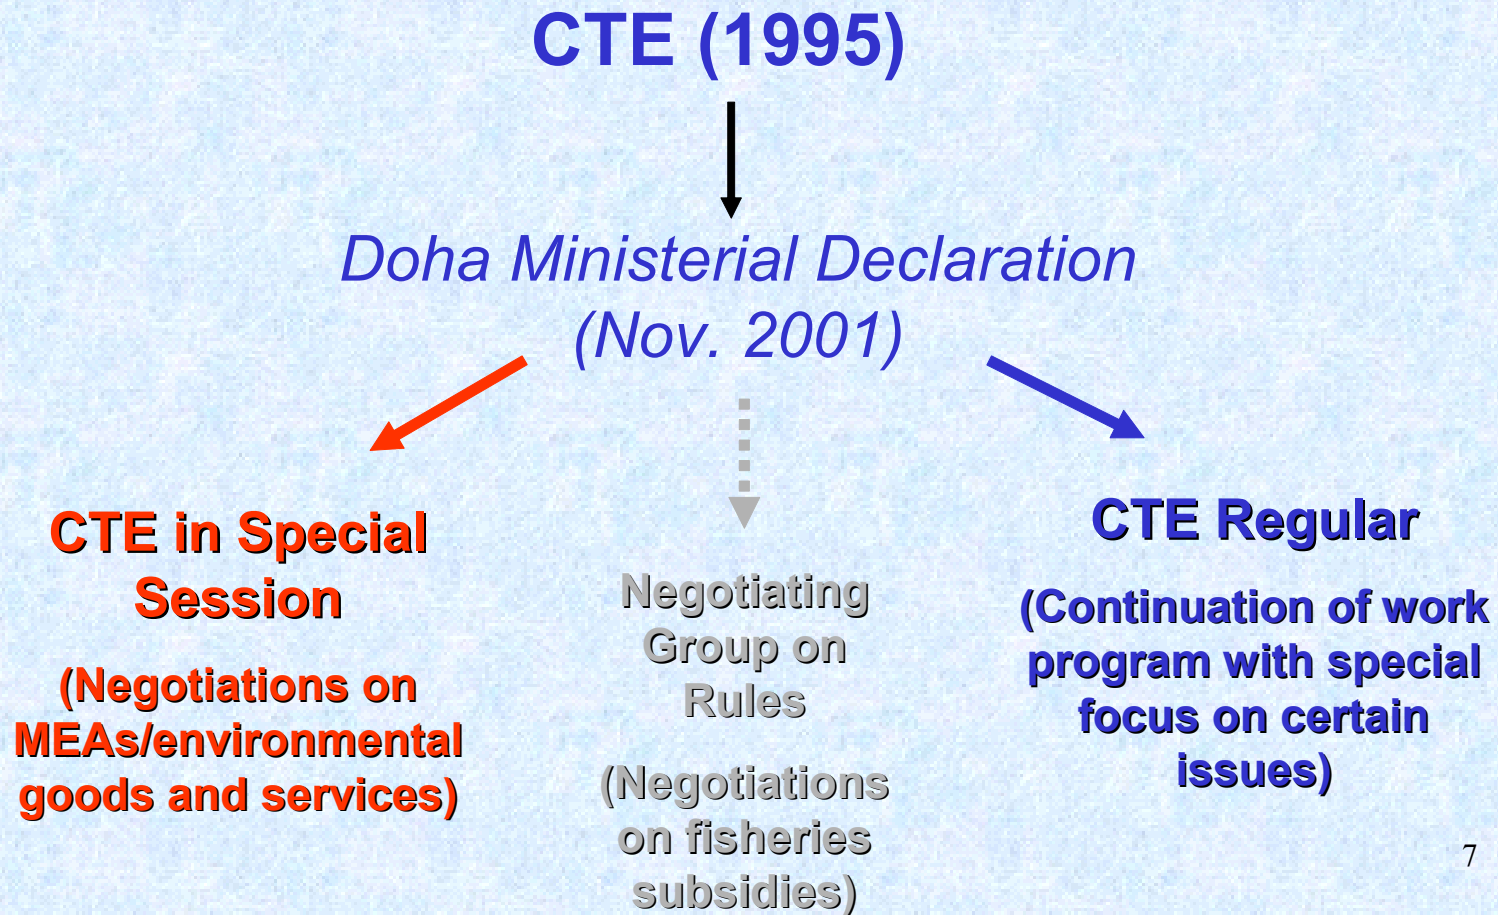 CTE (1995)
Doha Ministerial Declaration
(Nov. 2001)
CTE in Special
Session
(Negotiations on
MEAs/environmental
goods and services)
Negotiating
Group on
Rules
(Negotiations
on fisheries
subsidies)
CTE Regular
(Continuation of work
program with special
focus on certain
issues)
7